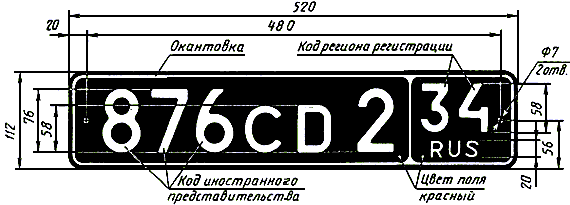 520
20 480
Окантовка Код региона регистрации
Ф7
2отв.
112 76 58 876CD 2 34 58
RUS 56
20
Код иностранного Цвет поля
представительства красный